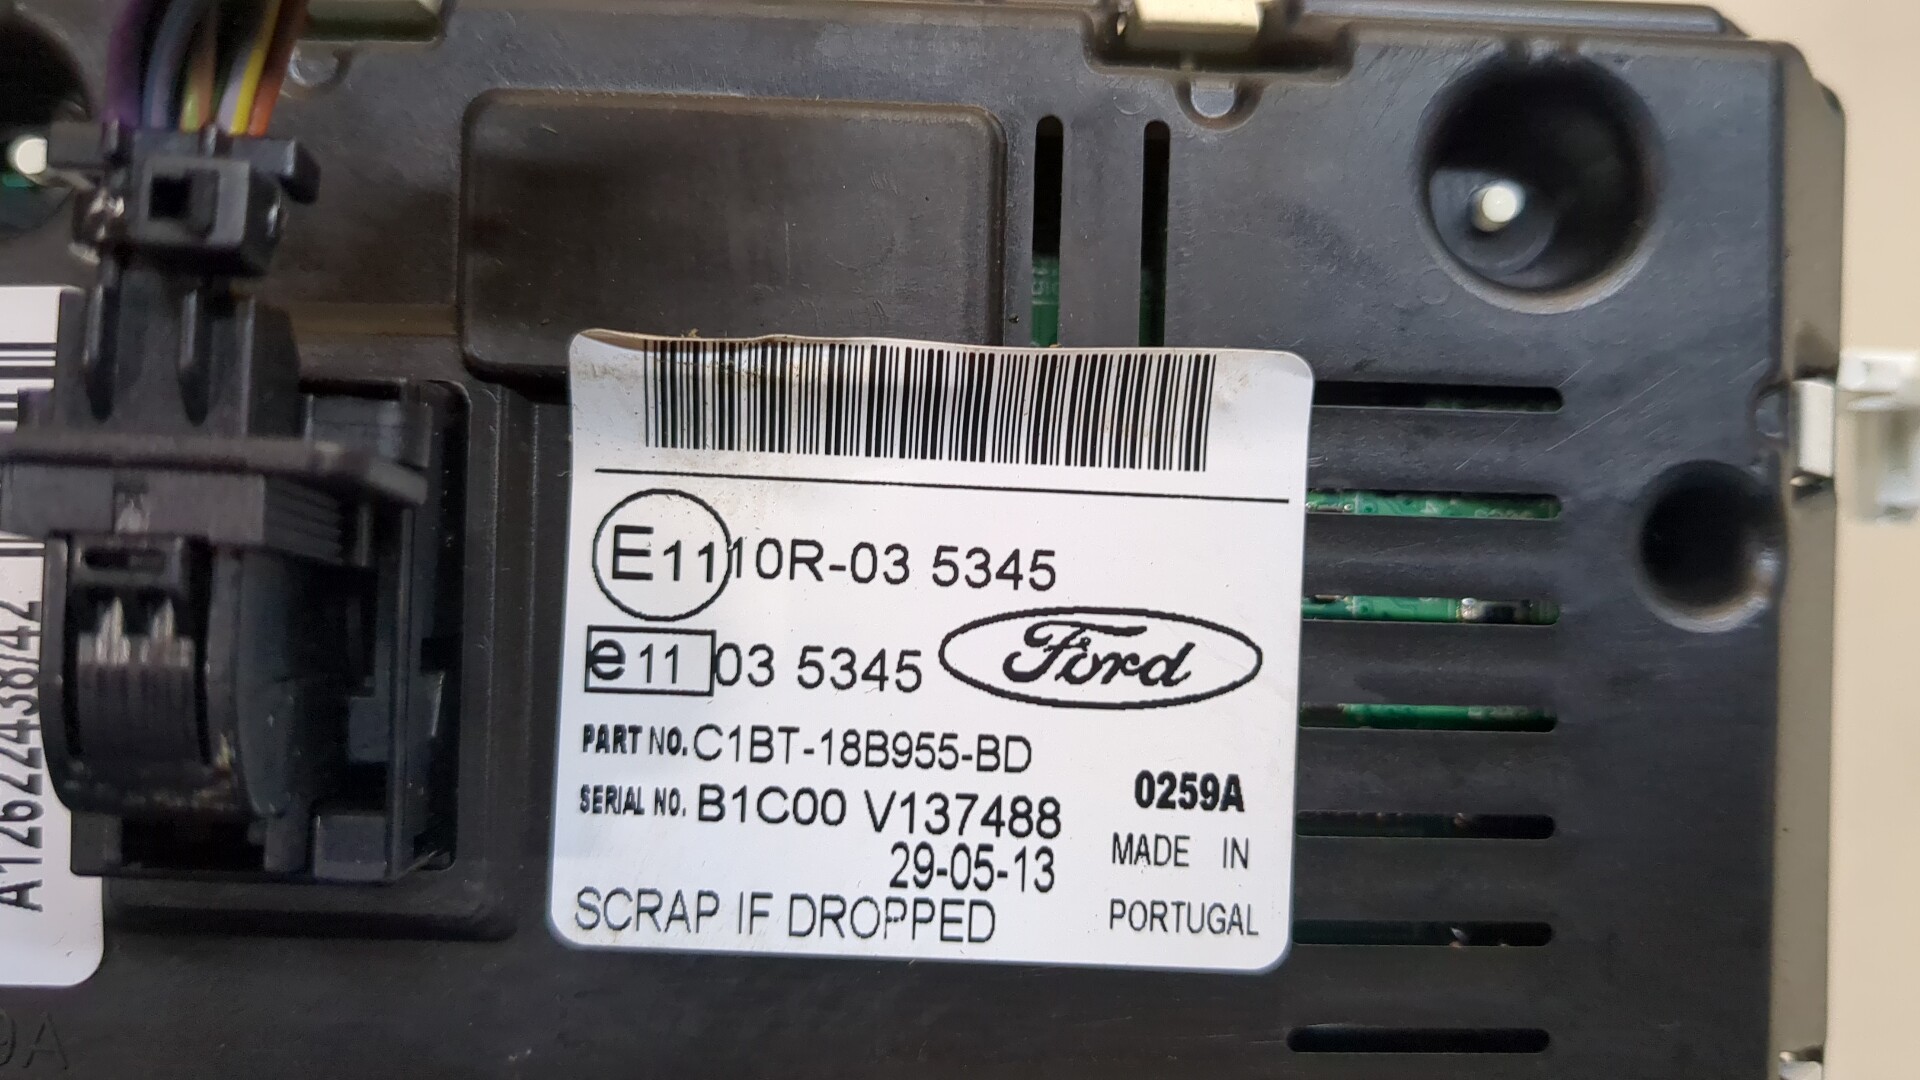 E11 10R-03 5345
e11 03 5345 Ford
PART NO. C1BT-18B955-BD
SERIAL NO. B1C00 V137488
0259A
29-05-13
MADE IN
PORTUGAL
SCRAP IF DROPPED
9A